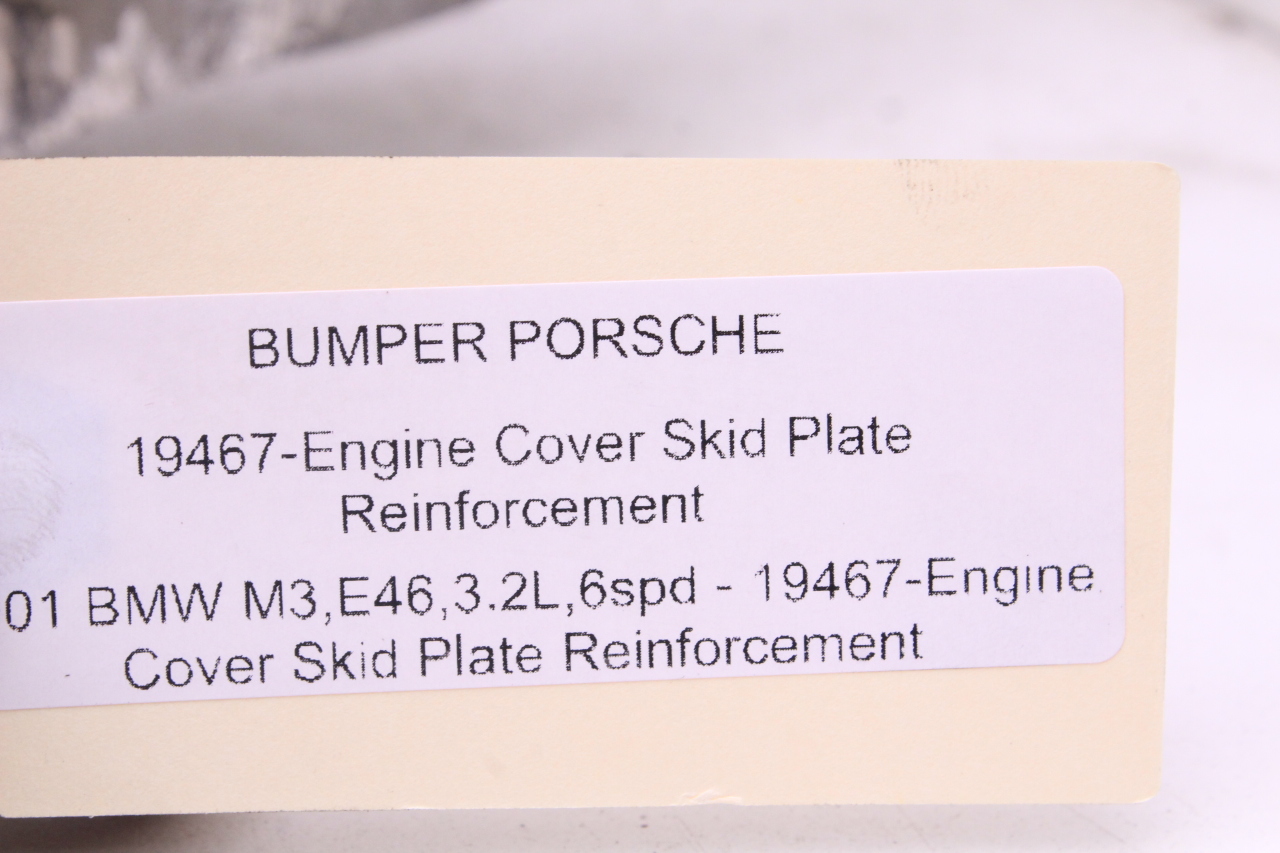 BUMPER PORSCHE
19467-Engine Cover Skid Plate
Reinforcement
01 BMW M3,E46,3.2L,6spd - 19467-Engine
Cover Skid Plate Reinforcement